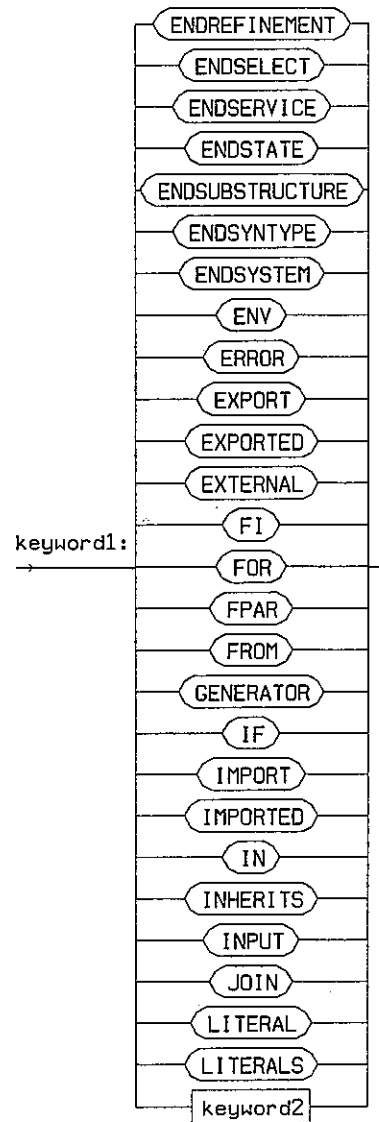 ENDREFINEMENT
ENDSELECT
ENDSERVICE
ENDSTATE
ENDSUBSTRUCTURE
ENDSYNTYPE
ENDSYSTEM
ENV
ERROR
EXPORT
EXPORTED
EXTERNAL
FI
keyword1:
FOR
FPAR
FROM
GENERATOR
IF
IMPORT
IMPORTED
IN
INHERITS
INPUT
JOIN
LITERAL
LITERALS
keyword2